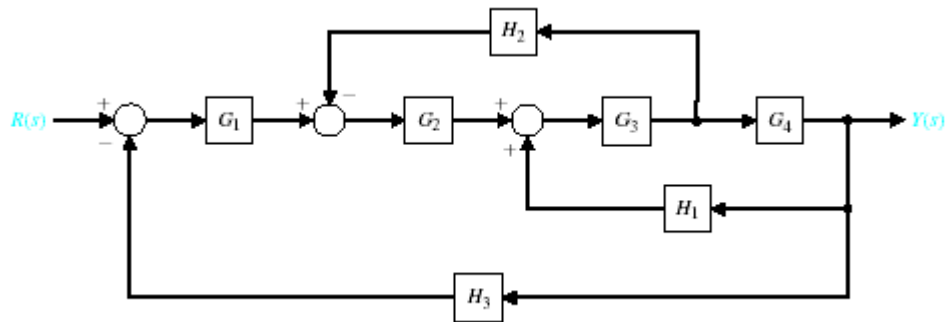 H₂
+ −
R(s) + G₁ + G₂ + G₃ G₄ Y(s)
− +
H₁
H₃